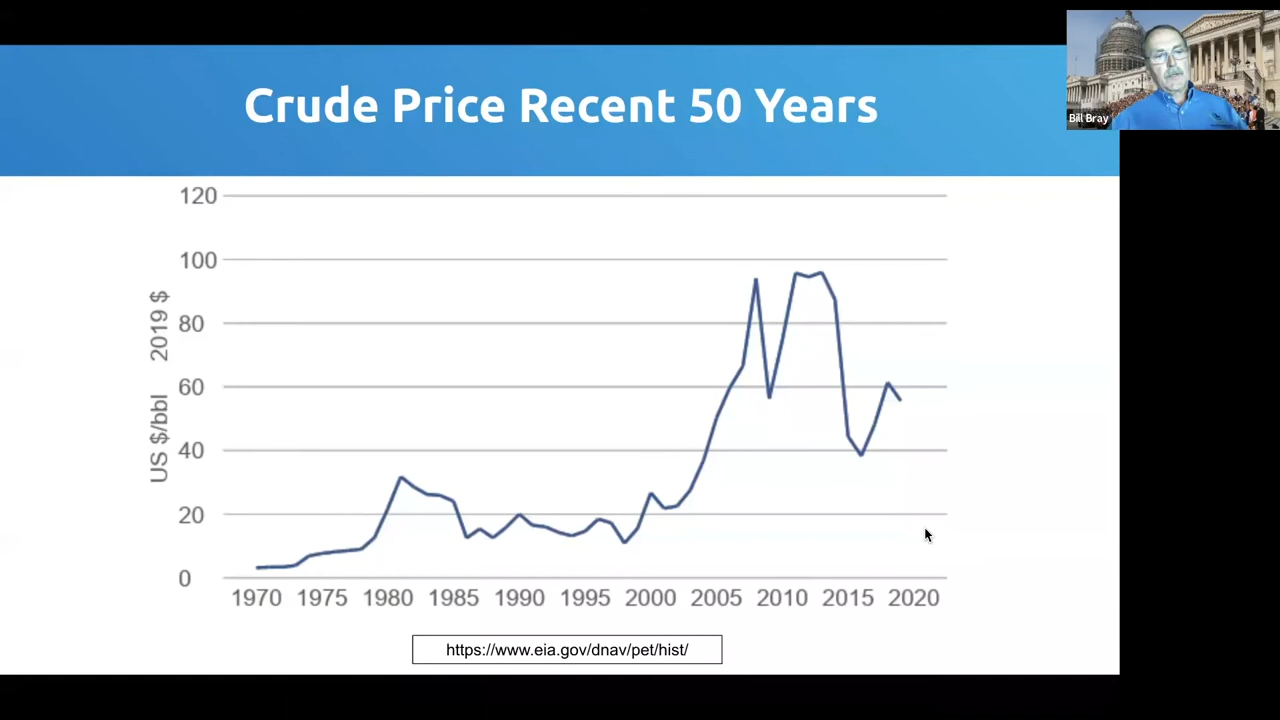 Crude Price Recent 50 Years
Bill Bray
120
100
80
60
40
20
0
US $/bbl 2019 $
1970 1975 1980 1985 1990 1995 2000 2005 2010 2015 2020
https://www.eia.gov/dnav/pet/hist/